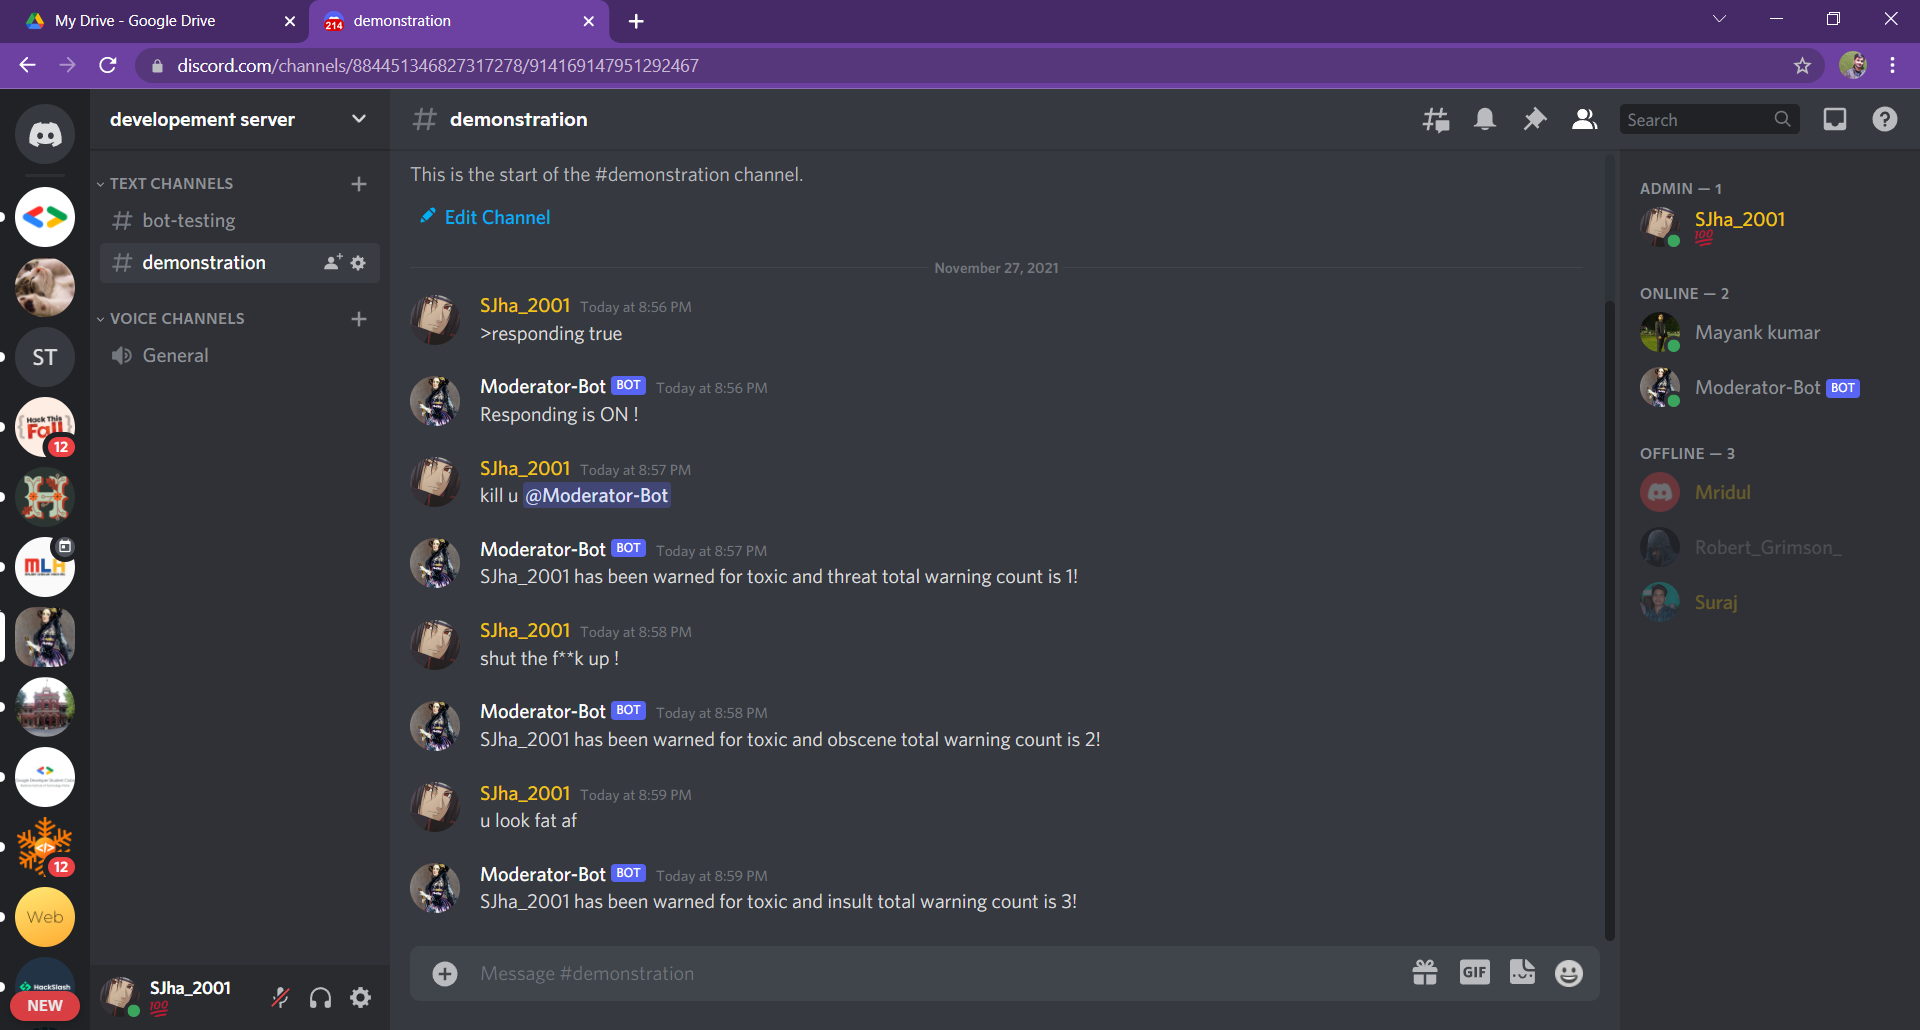 My Drive - Google Drive
214
demonstration
discord.com/channels/884451346827317278/914169147951292467
developement server
demonstration
Search
TEXT CHANNELS
bot-testing
demonstration
VOICE CHANNELS
General
ST
Hack This
Fall
12
H
MLH
12
Web
HackSlash
NEW
SJha_2001
100
This is the start of the #demonstration channel.
Edit Channel
November 27, 2021
SJha_2001 Today at 8:56 PM
>responding true
Moderator-Bot BOT Today at 8:56 PM
Responding is ON !
SJha_2001 Today at 8:57 PM
kill u @Moderator-Bot
Moderator-Bot BOT Today at 8:57 PM
SJha_2001 has been warned for toxic and threat total warning count is 1!
SJha_2001 Today at 8:58 PM
shut the f**k up !
Moderator-Bot BOT Today at 8:58 PM
SJha_2001 has been warned for toxic and obscene total warning count is 2!
SJha_2001 Today at 8:59 PM
u look fat af
Moderator-Bot BOT Today at 8:59 PM
SJha_2001 has been warned for toxic and insult total warning count is 3!
Message #demonstration
GIF
ADMIN — 1
SJha_2001
100
ONLINE — 2
Mayank kumar
Moderator-Bot BOT
OFFLINE — 3
Mridul
Robert_Grimson_
Suraj